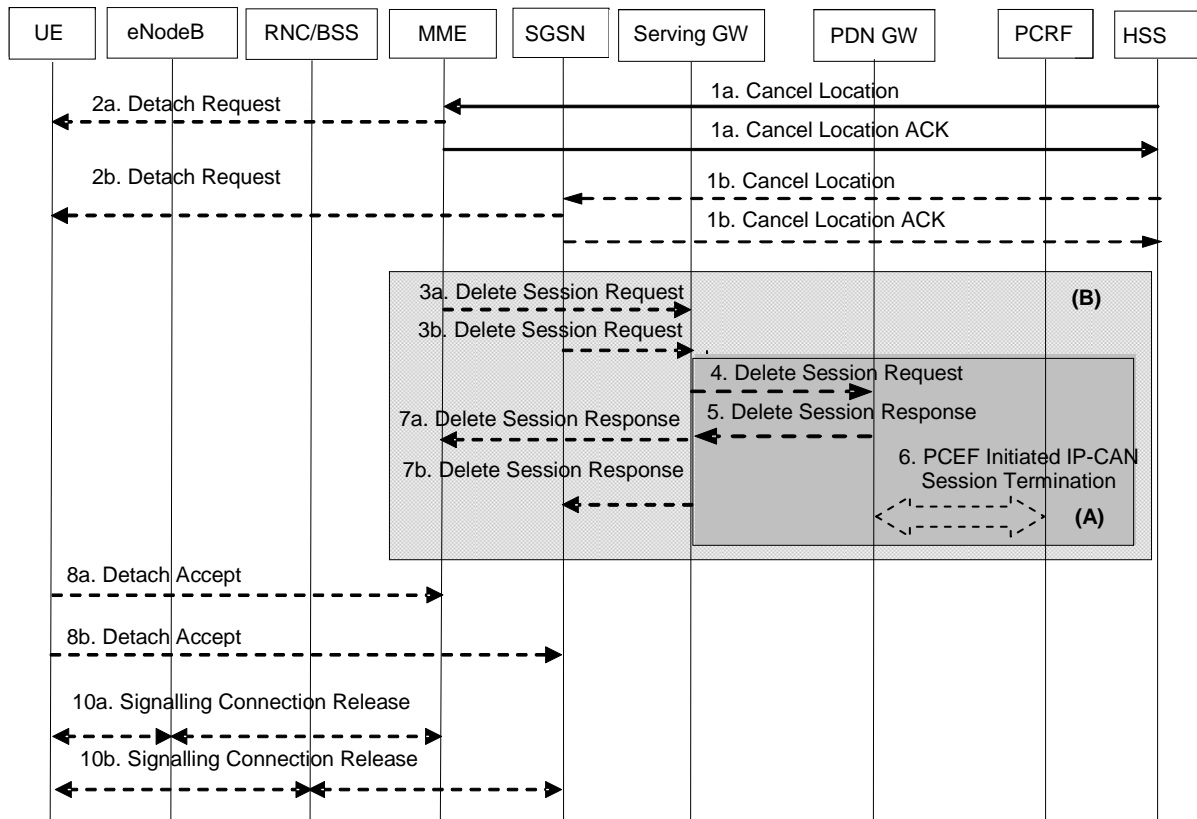 UE
eNodeB
RNC/BSS
MME
SGSN
Serving GW
PDN GW
PCRF
HSS
1a. Cancel Location
2a. Detach Request
1a. Cancel Location ACK
2b. Detach Request
1b. Cancel Location
1b. Cancel Location ACK
3a. Delete Session Request
(B)
3b. Delete Session Request
4. Delete Session Request
7a. Delete Session Response
5. Delete Session Response
7b. Delete Session Response
6. PCEF Initiated IP-CAN
Session Termination
(A)
8a. Detach Accept
8b. Detach Accept
10a. Signalling Connection Release
10b. Signalling Connection Release